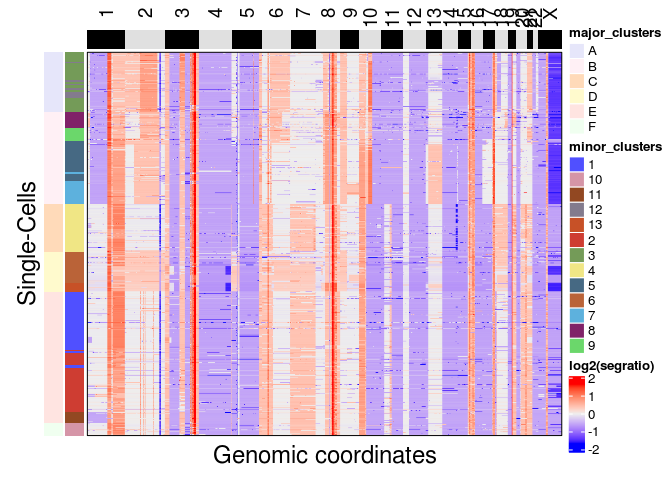 1 2 3 4 5 6 7 8 9 10 11 12 13 14 15 16 17 18 19 20 22 X
Single-Cells
Genomic coordinates
major_clusters
A
B
C
D
E
F
minor_clusters
1
10
11
12
13
2
3
4
5
6
7
8
9
log2(segratio)
2
1
0
-1
-2